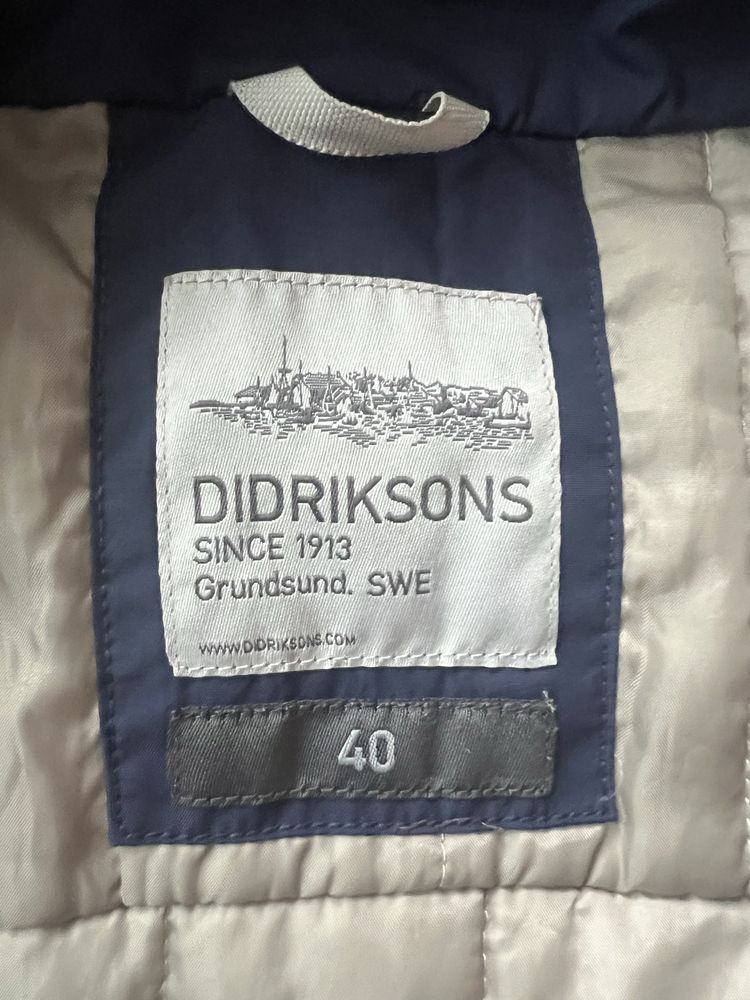 DIDRIKSONS
SINCE 1913
Grundsund. SWE
WWW.DIDRIKSONS.COM
40